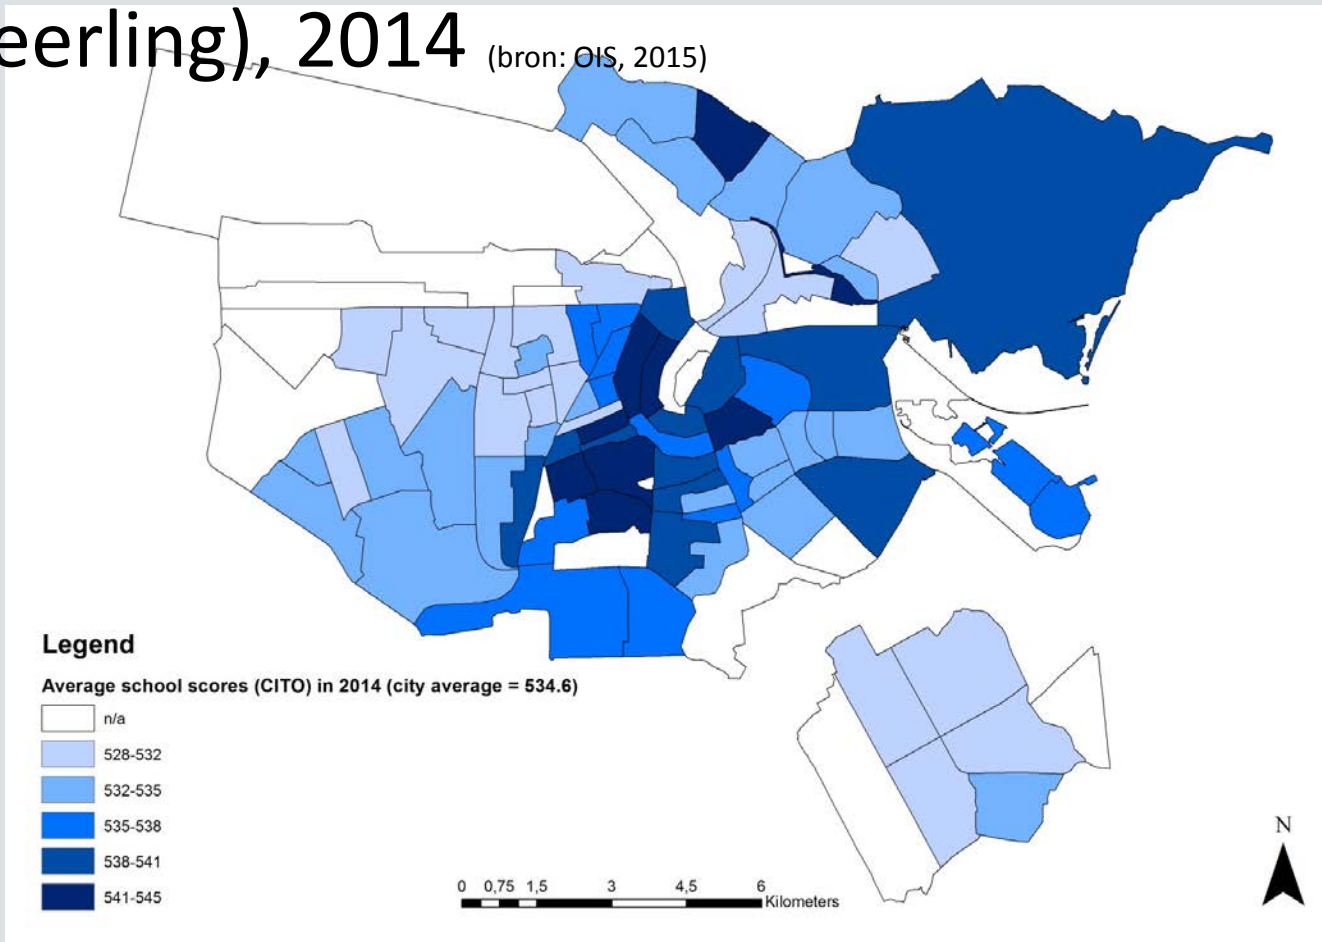 eerling), 2014 (bron: OIS, 2015)
Legend
Average school scores (CITO) in 2014 (city average = 534.6)
n/a
528-532
532-535
535-538
538-541
541-545
0 0,75 1,5 3 4,5 6
Kilometers
N